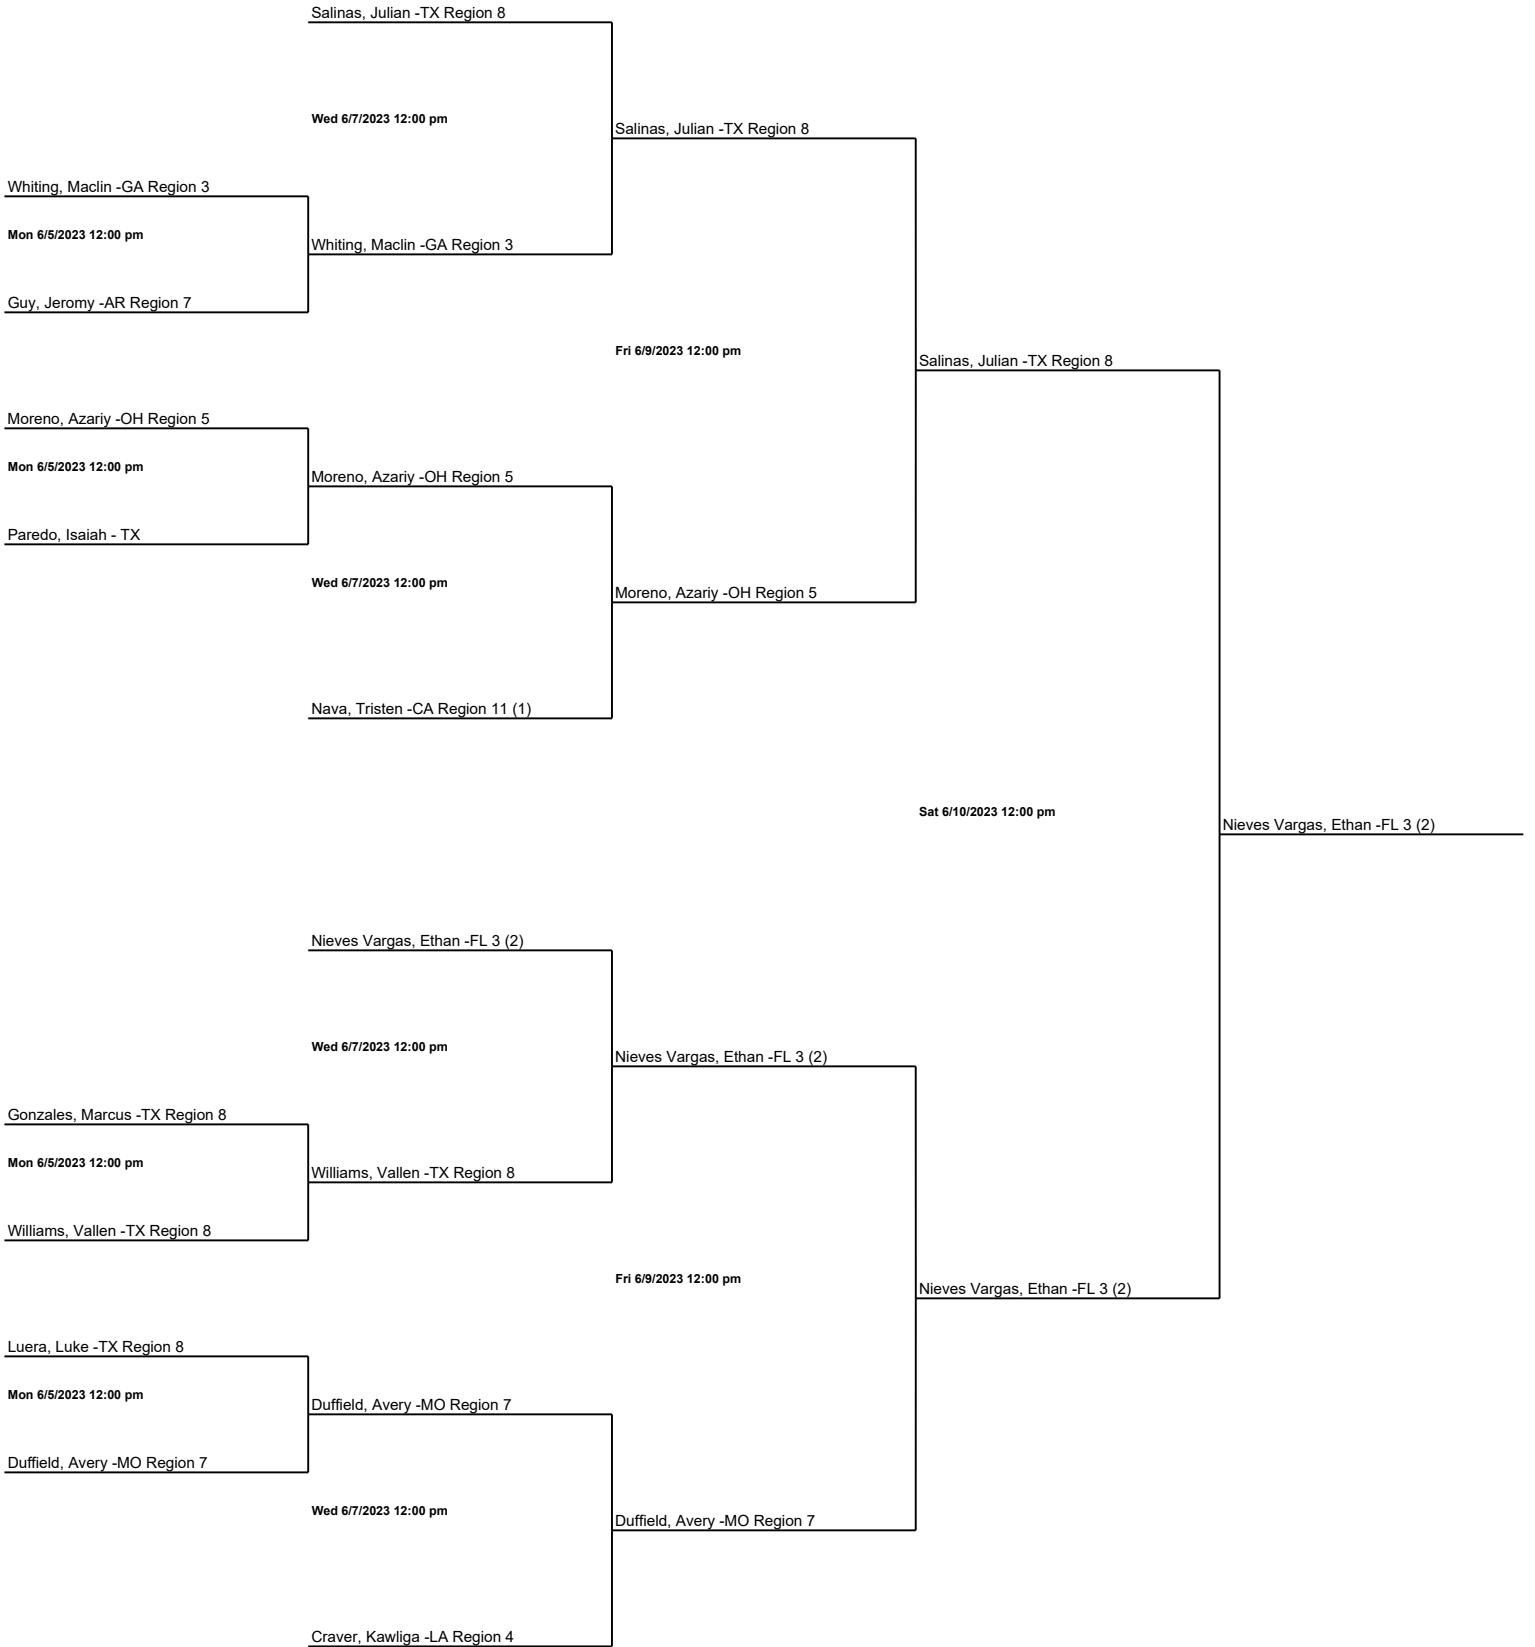 Salinas, Julian -TX Region 8
Wed 6/7/2023 12:00 pm
Salinas, Julian -TX Region 8
Whiting, Maclin -GA Region 3
Mon 6/5/2023 12:00 pm
Whiting, Maclin -GA Region 3
Guy, Jeromy -AR Region 7
Fri 6/9/2023 12:00 pm
Salinas, Julian -TX Region 8
Moreno, Azariy -OH Region 5
Mon 6/5/2023 12:00 pm
Moreno, Azariy -OH Region 5
Paredo, Isaiah - TX
Wed 6/7/2023 12:00 pm
Moreno, Azariy -OH Region 5
Nava, Tristen -CA Region 11 (1)
Sat 6/10/2023 12:00 pm
Nieves Vargas, Ethan -FL 3 (2)
Nieves Vargas, Ethan -FL 3 (2)
Wed 6/7/2023 12:00 pm
Nieves Vargas, Ethan -FL 3 (2)
Gonzales, Marcus -TX Region 8
Mon 6/5/2023 12:00 pm
Williams, Vallen -TX Region 8
Williams, Vallen -TX Region 8
Fri 6/9/2023 12:00 pm
Nieves Vargas, Ethan -FL 3 (2)
Luera, Luke -TX Region 8
Mon 6/5/2023 12:00 pm
Duffield, Avery -MO Region 7
Duffield, Avery -MO Region 7
Wed 6/7/2023 12:00 pm
Duffield, Avery -MO Region 7
Craver, Kawliga -LA Region 4